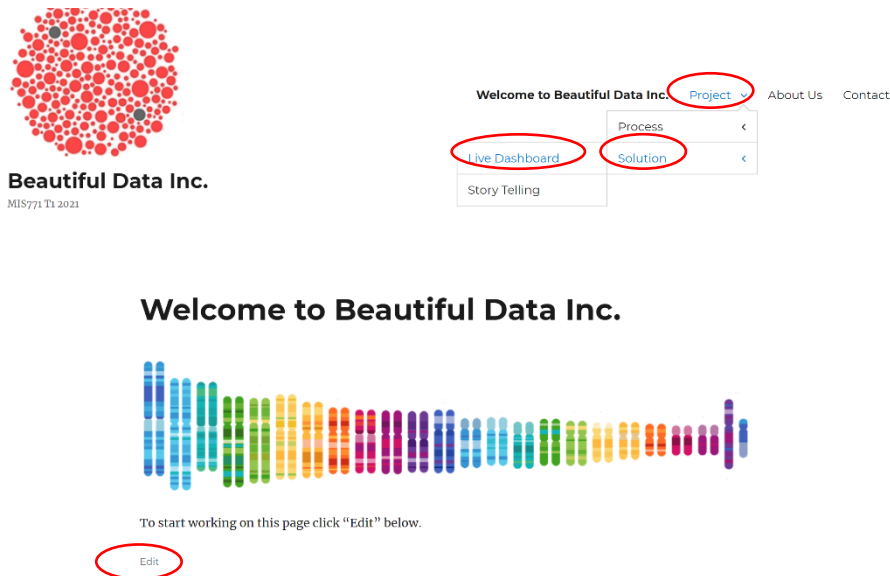 Welcome to Beautiful Data Inc. Project About Us Contact
Process
Live Dashboard Solution
Story Telling
Beautiful Data Inc.
MIS771 T1 2021
Welcome to Beautiful Data Inc.
To start working on this page click “Edit” below.
Edit